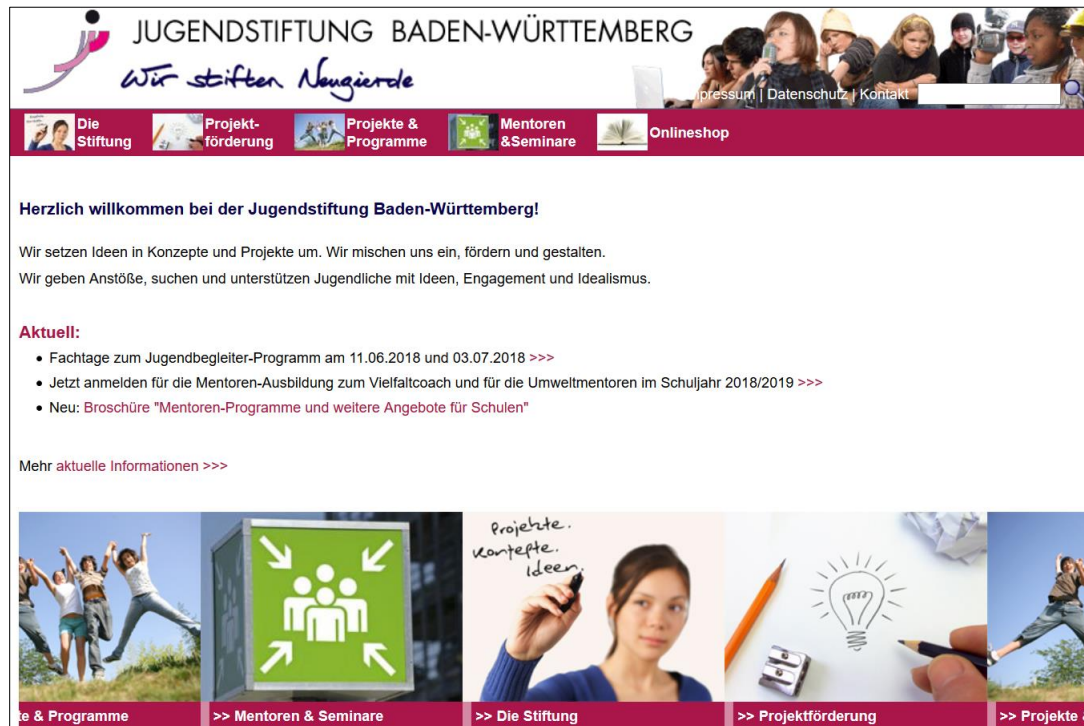 JUGENDSTIFTUNG BADEN-WÜRTTEMBERG
Wir stiften Neugierde
Impressum | Datenschutz | Kontakt
Die
Stiftung
Projekt-
förderung
Projekte &
Programme
Mentoren
&Seminare
Onlineshop
Herzlich willkommen bei der Jugendstiftung Baden-Württemberg!
Wir setzen Ideen in Konzepte und Projekte um. Wir mischen uns ein, fördern und gestalten.
Wir geben Anstöße, suchen und unterstützen Jugendliche mit Ideen, Engagement und Idealismus.
Aktuell:
• Fachtage zum Jugendbegleiter-Programm am 11.06.2018 und 03.07.2018 >>>
• Jetzt anmelden für die Mentoren-Ausbildung zum Vielfaltcoach und für die Umweltmentoren im Schuljahr 2018/2019 >>>
• Neu: Broschüre "Mentoren-Programme und weitere Angebote für Schulen"
Mehr aktuelle Informationen >>>
Projekte.
Konzepte.
Ideen.
te & Programme
>> Mentoren & Seminare
>> Die Stiftung
>> Projektförderung
>> Projekte